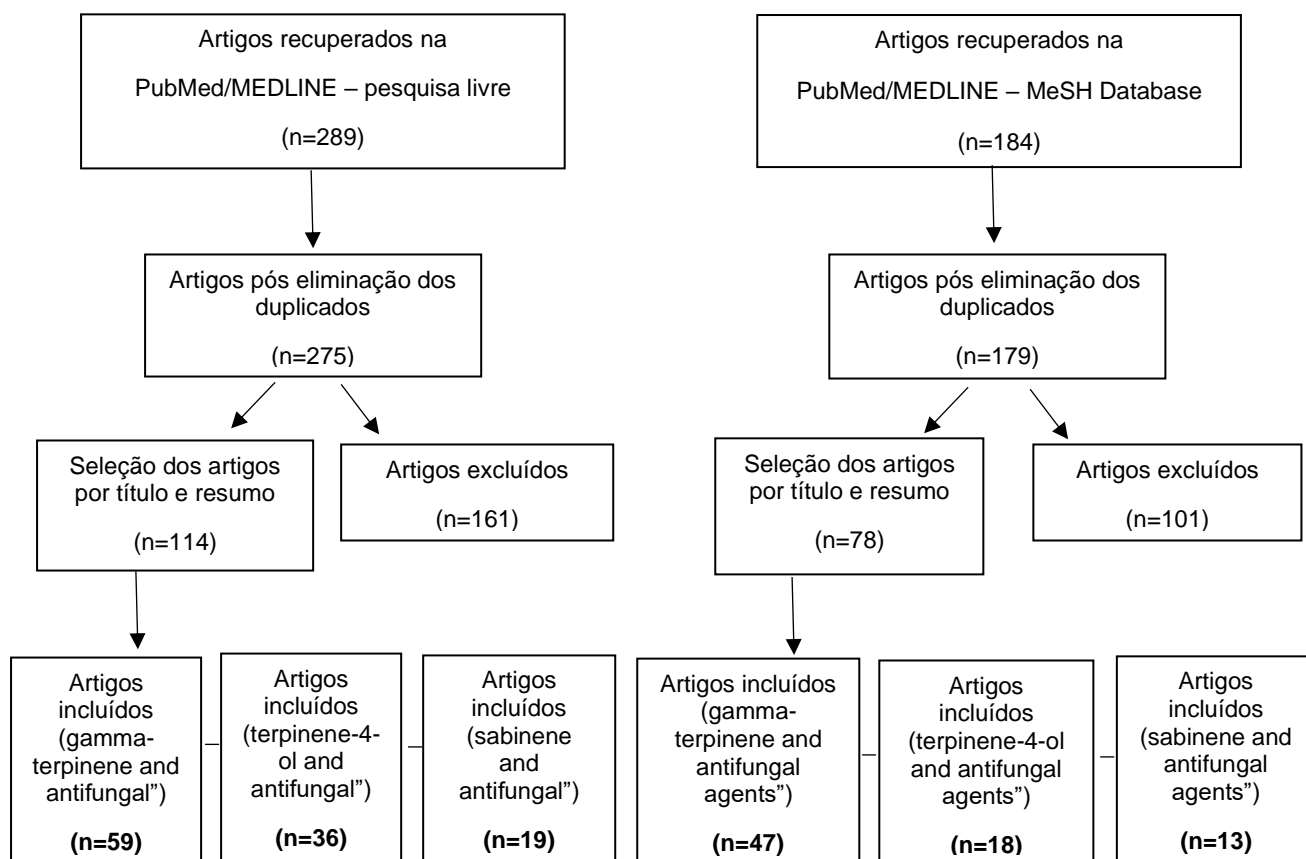 Artigos recuperados na
PubMed/MEDLINE – pesquisa livre
(n=289)
Artigos recuperados na
PubMed/MEDLINE – MeSH Database
(n=184)
Artigos pós eliminação dos
duplicados
(n=275)
Artigos pós eliminação dos
duplicados
(n=179)
Seleção dos artigos
por título e resumo
(n=114)
Artigos excluídos
(n=161)
Seleção dos artigos
por título e resumo
(n=78)
Artigos excluídos
(n=101)
Artigos
incluídos
(gamma-
terpinene and
antifungal”)
(n=59)
Artigos
incluídos
(terpinene-4-
ol and
antifungal”)
(n=36)
Artigos
incluídos
(sabinene
and
antifungal”)
(n=19)
Artigos incluídos
(gamma-
terpinene and
antifungal
agents”)
(n=47)
Artigos
incluídos
(terpinene-4-ol
and antifungal
agents”)
(n=18)
Artigos
incluídos
(sabinene and
antifungal
agents”)
(n=13)